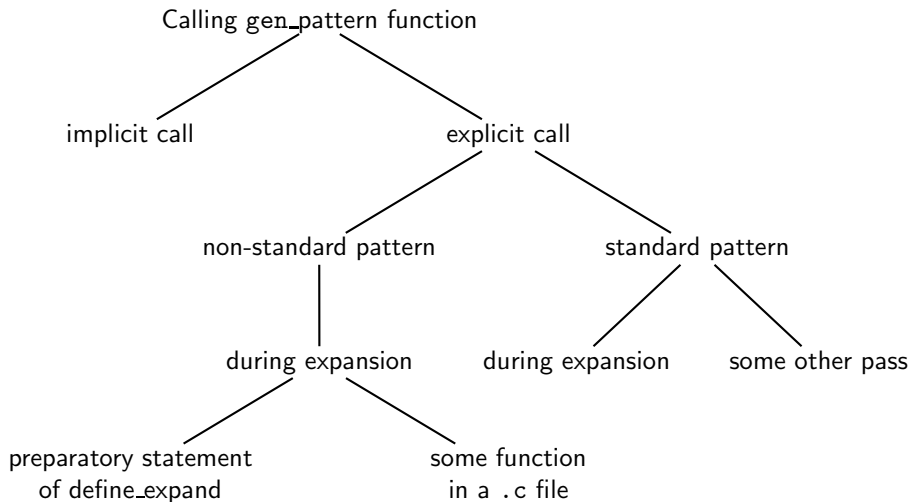 Calling gen_pattern function
implicit call
explicit call
non-standard pattern
standard pattern
during expansion
during expansion
some other pass
preparatory statement
of define_expand
some function
in a .c file